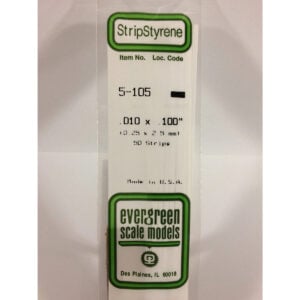 StripStyrene
Item No. Loc. Code
5-105
.010 x .100"
(0.25 x 2.5 mm)
50 Strips
Made in U.S.A.
evergreen
scale models
Des Plaines, IL 60018